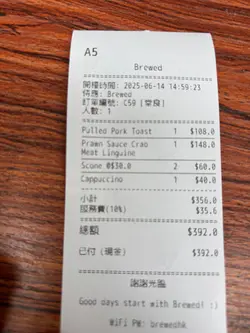 A5
Brewed
開檯時間: 2025-06-14 14:59:23
侍應: Brewed
訂單編號: C59 [堂食]
人數: 1
Pulled Pork Toast 1 $108.0
Prawn Sauce Crab 1 $148.0
Meat Linguine
Scone @$30.0 2 $60.0
Cappuccino 1 $40.0
小計 $356.0
服務費(10%) $35.6
總額 $392.0
已付 (現金) $392.0
謝謝光臨
Good days start with Brewed! :)
WiFi PM: brewedhk